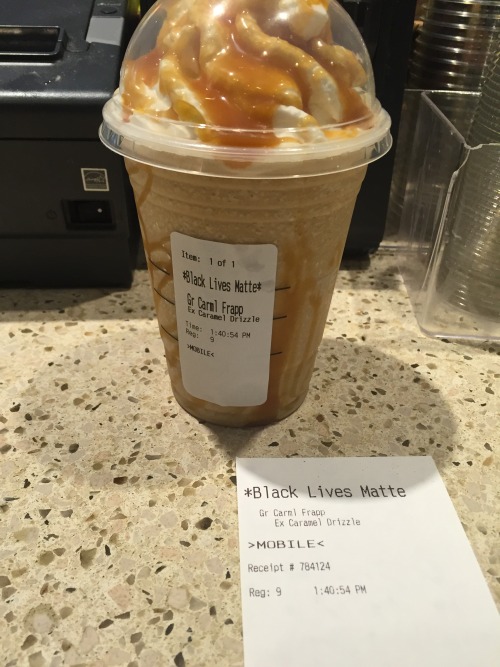 Item: 1 of 1
*Black Lives Matte*
Gr Carml Frapp
Ex Caramel Drizzle
Time: 1:40:54 PM
Reg: 9
>MOBILE<
*Black Lives Matte
Gr Carml Frapp
Ex Caramel Drizzle
>MOBILE<
Receipt # 784124
Reg: 9 1:40:54 PM